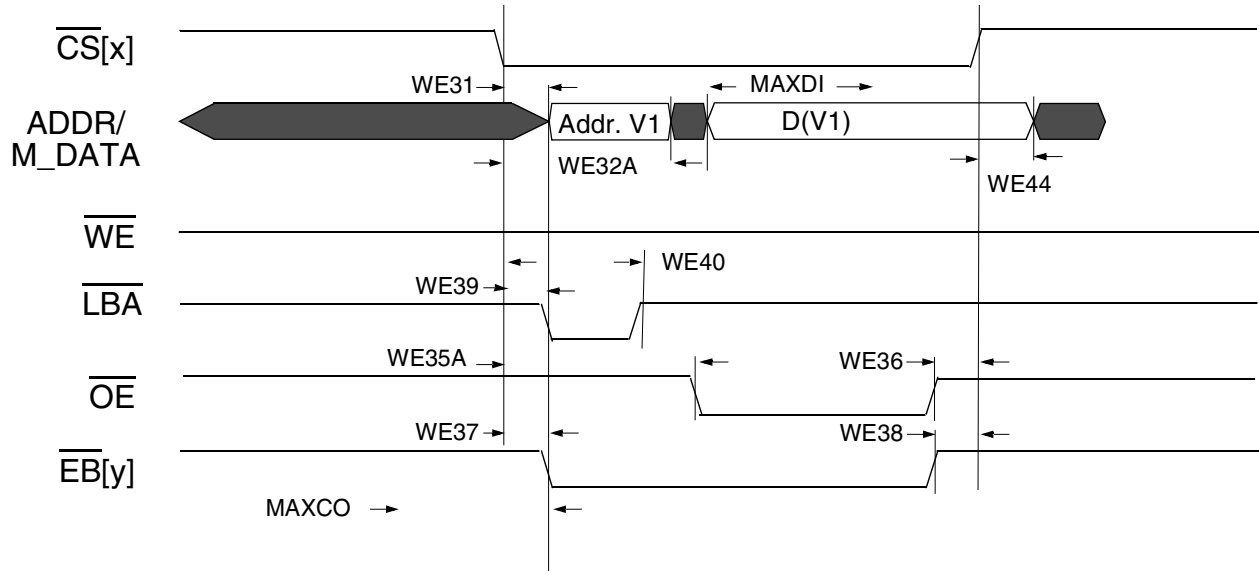 CS[x]
WE31
MAXDI
ADDR/
M_DATA
Addr. V1
D(V1)
WE32A
WE44
WE
WE40
WE39
LBA
WE35A
WE36
OE
WE37
WE38
EB[y]
MAXCO